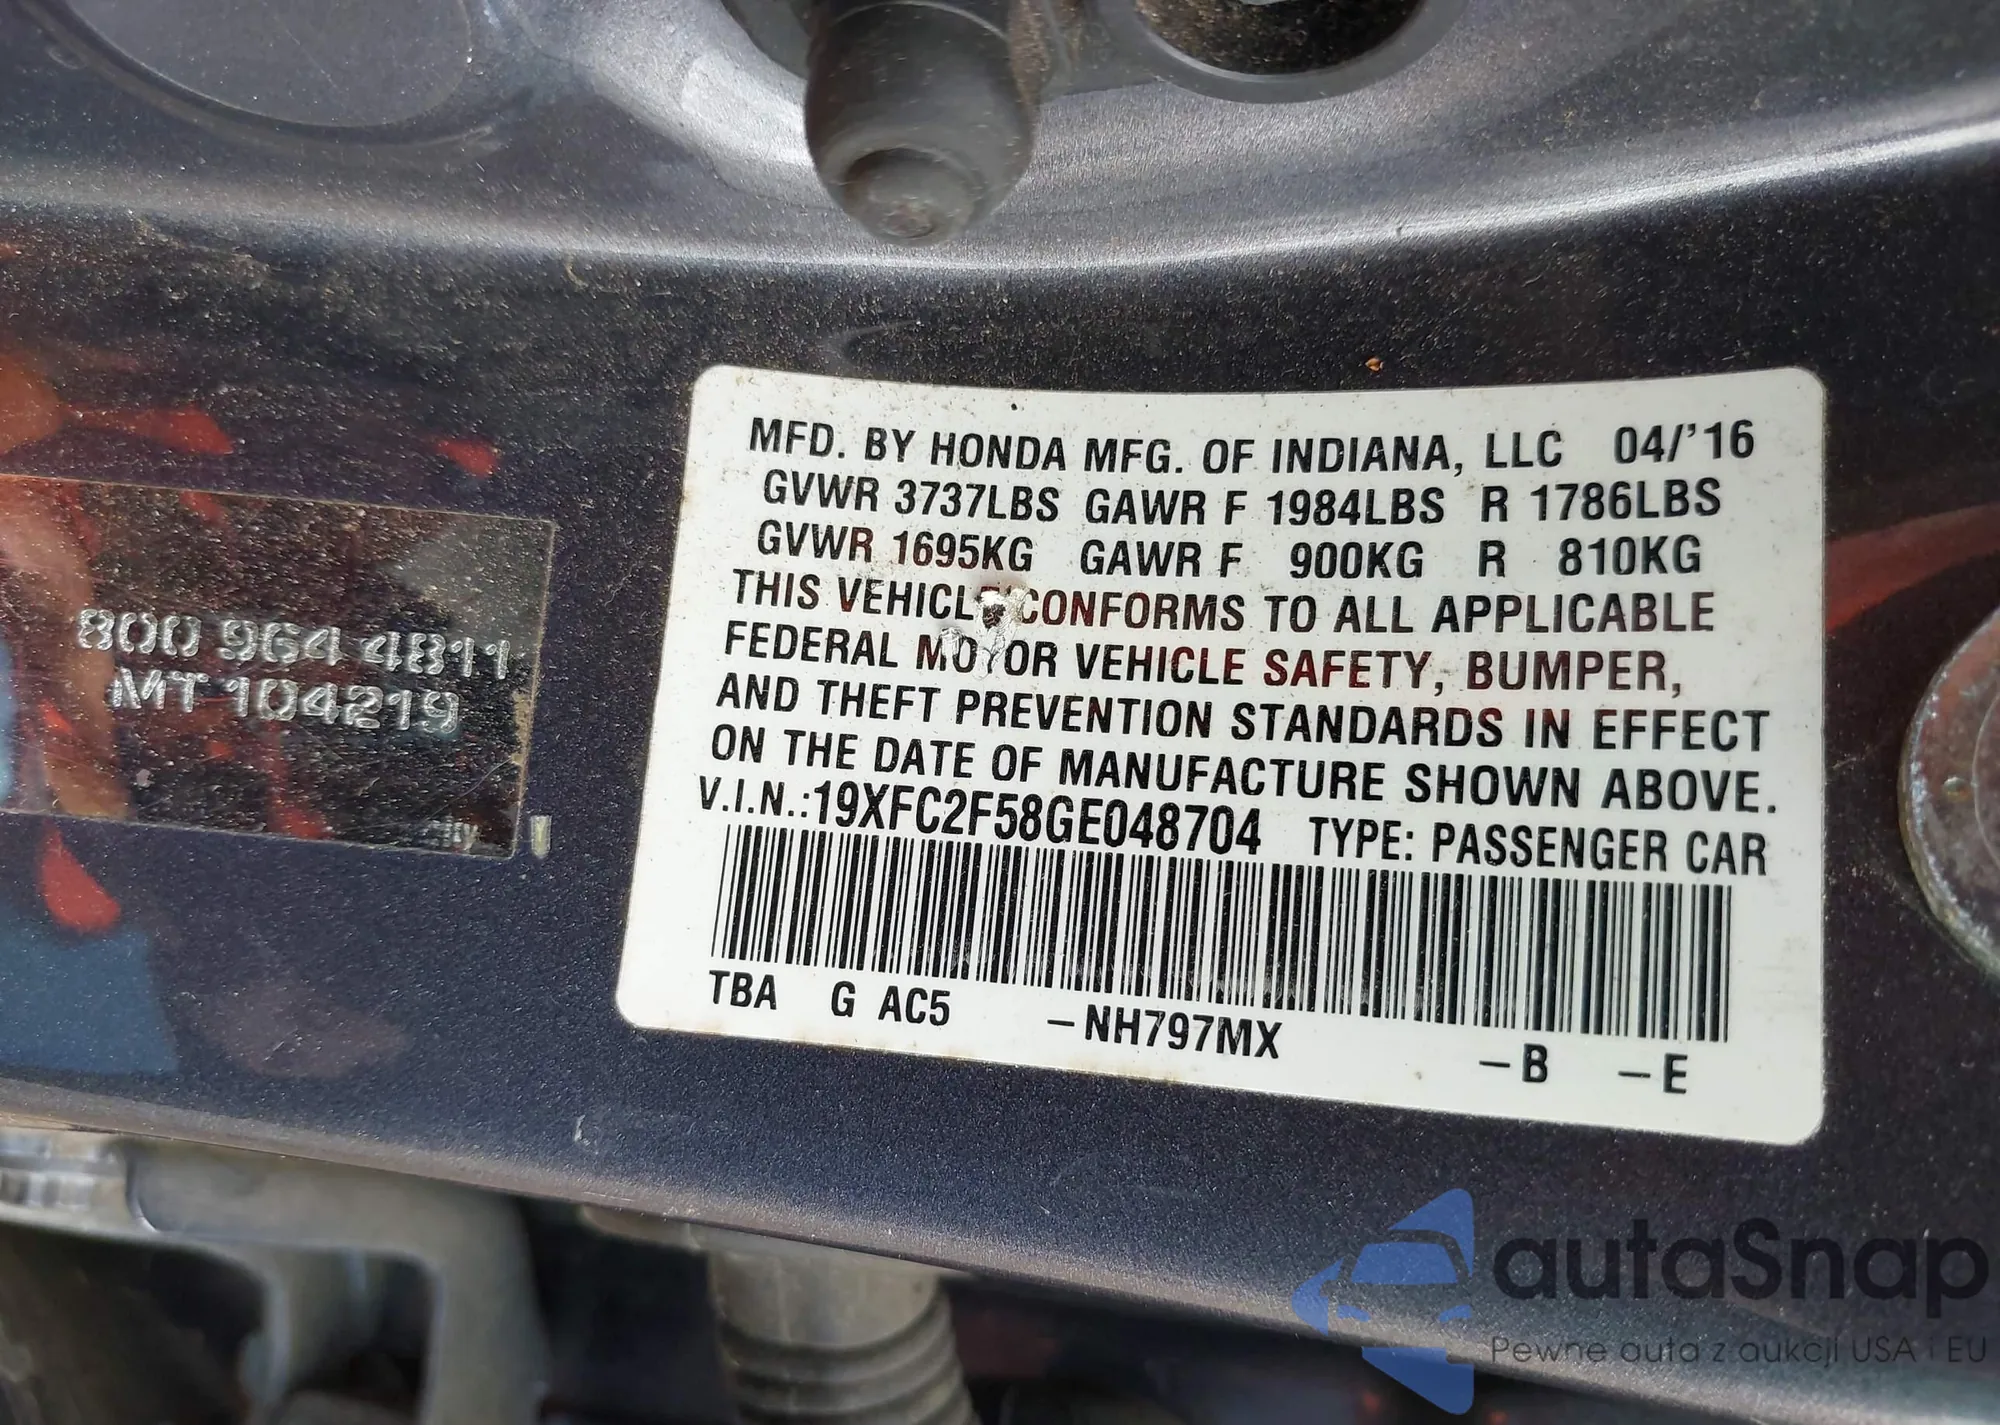 MFD. BY HONDA MFG. OF INDIANA, LLC 04/'16
GVWR 3737LBS GAWR F 1984LBS R 1786LBS
GVWR 1695KG GAWR F 900KG R 810KG
THIS VEHICLE CONFORMS TO ALL APPLICABLE
FEDERAL MOTOR VEHICLE SAFETY, BUMPER,
AND THEFT PREVENTION STANDARDS IN EFFECT
ON THE DATE OF MANUFACTURE SHOWN ABOVE.
V.I.N.:19XFC2F58GE048704 TYPE: PASSENGER CAR
TBA G AC5 –NH797MX –B –E
800 964 4811
MT 104219
autaSnap
Pewne auta z aukcji USA i EU